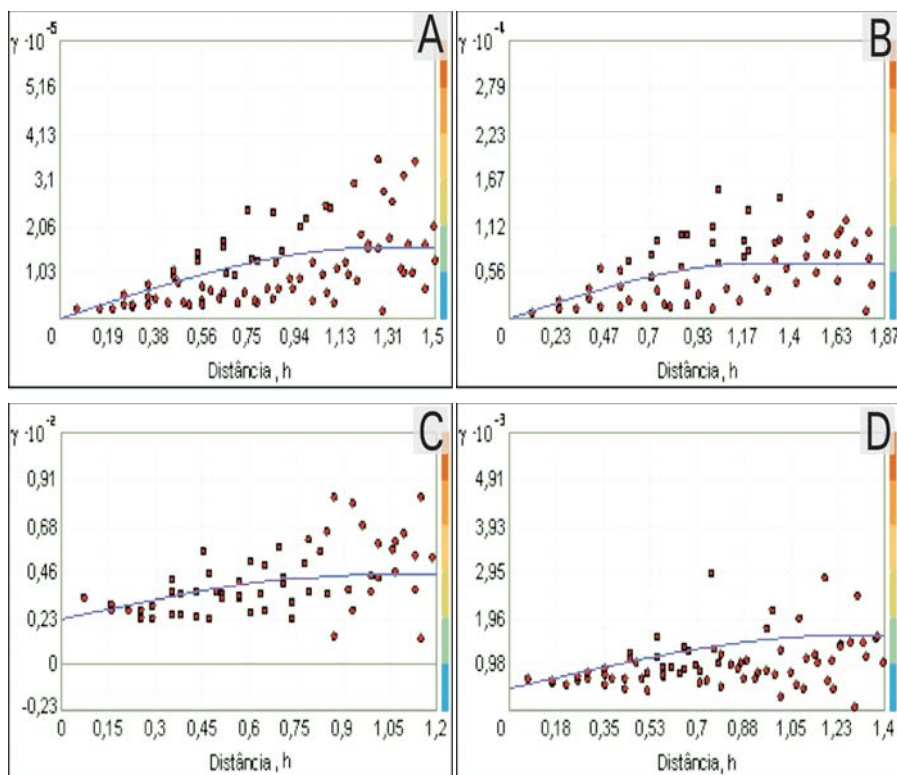 A
γ ·10⁻⁵
5,16
4,13
3,1
2,06
1,03
0 0,19 0,38 0,56 0,75 0,94 1,13 1,31 1,5
Distância, h
B
γ ·10⁻⁴
2,79
2,23
1,67
1,12
0,56
0 0,23 0,47 0,7 0,93 1,17 1,4 1,63 1,87
Distância, h
C
γ ·10⁻²
0,91
0,68
0,46
0,23
0
-0,23
0 0,15 0,3 0,45 0,6 0,75 0,9 1,05 1,2
Distância, h
D
γ ·10⁻³
4,91
3,93
2,95
1,96
0,98
0 0,18 0,35 0,53 0,7 0,88 1,05 1,23 1,4
Distância, h